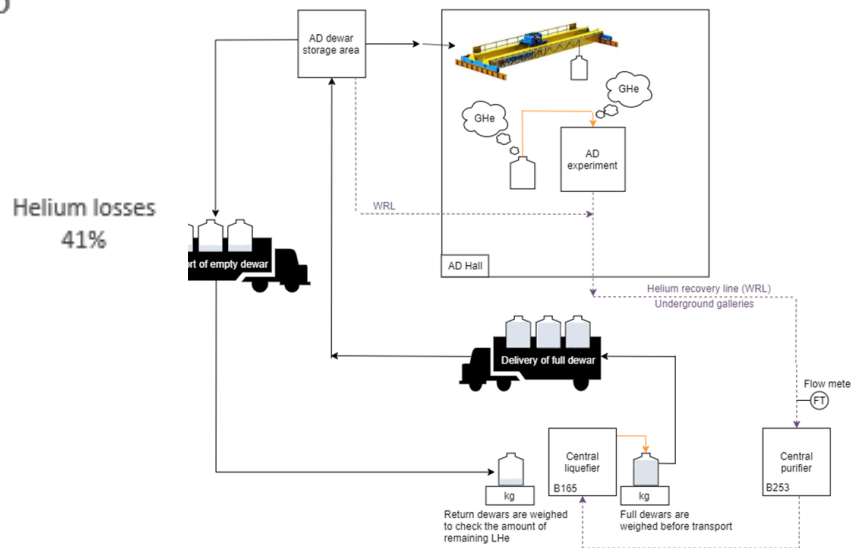 AD dewar
storage area
GHe
GHe
AD
experiment
WRL
Helium losses
41%
rt of empty dewar
AD Hall
Helium recovery line (WRL)
Underground galleries
Delivery of full dewar
Flow mete
FT
Central
liquefier
B165
Central
purifier
B253
kg
kg
Return dewars are weighed
to check the amount of
remaining LHe
Full dewars are
weighed before transport